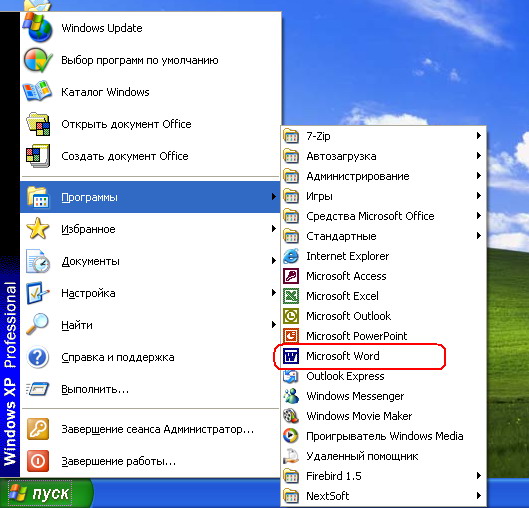 Windows Update
Выбор программ по умолчанию
Каталог Windows
Открыть документ Office
Создать документ Office
Программы
Избранное
Документы
Настройка
Найти
Справка и поддержка
Выполнить...
Завершение сеанса Администратор...
Завершение работы...
Windows XP Professional
пуск
7-Zip
Автозагрузка
Администрирование
Игры
Средства Microsoft Office
Стандартные
Internet Explorer
Microsoft Access
Microsoft Excel
Microsoft Outlook
Microsoft PowerPoint
Microsoft Word
Outlook Express
Windows Messenger
Windows Movie Maker
Проигрыватель Windows Media
Удаленный помощник
Firebird 1.5
NextSoft